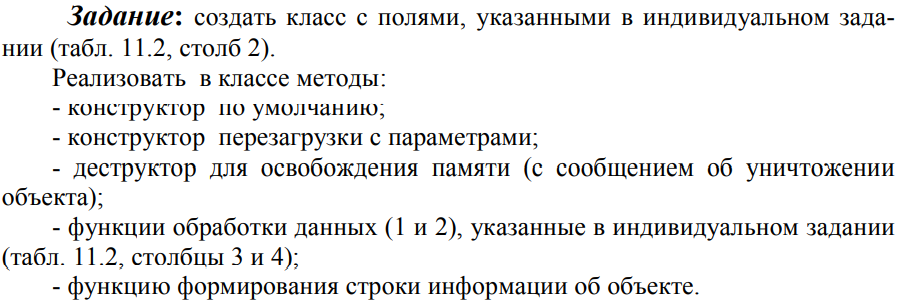 Задание: создать класс с полями, указанными в индивидуальном зада-
нии (табл. 11.2, столб 2).
Реализовать в классе методы:
- конструктор по умолчанию;
- конструктор перезагрузки с параметрами;
- деструктор для освобождения памяти (с сообщением об уничтожении
объекта);
- функции обработки данных (1 и 2), указанные в индивидуальном задании
(табл. 11.2, столбцы 3 и 4);
- функцию формирования строки информации об объекте.